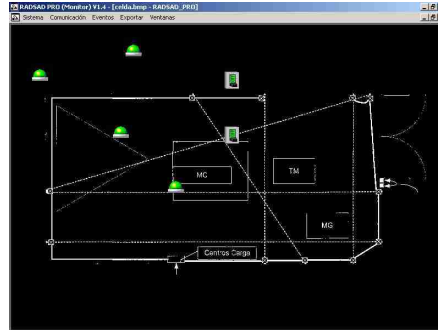 RADSAD PRO (Monitor) V1.4 - [celda.bmp - RADSAD_PRO]
Sistema Comunicación Eventos Exportar Ventanas
MC
TM
MG
Centros Carga